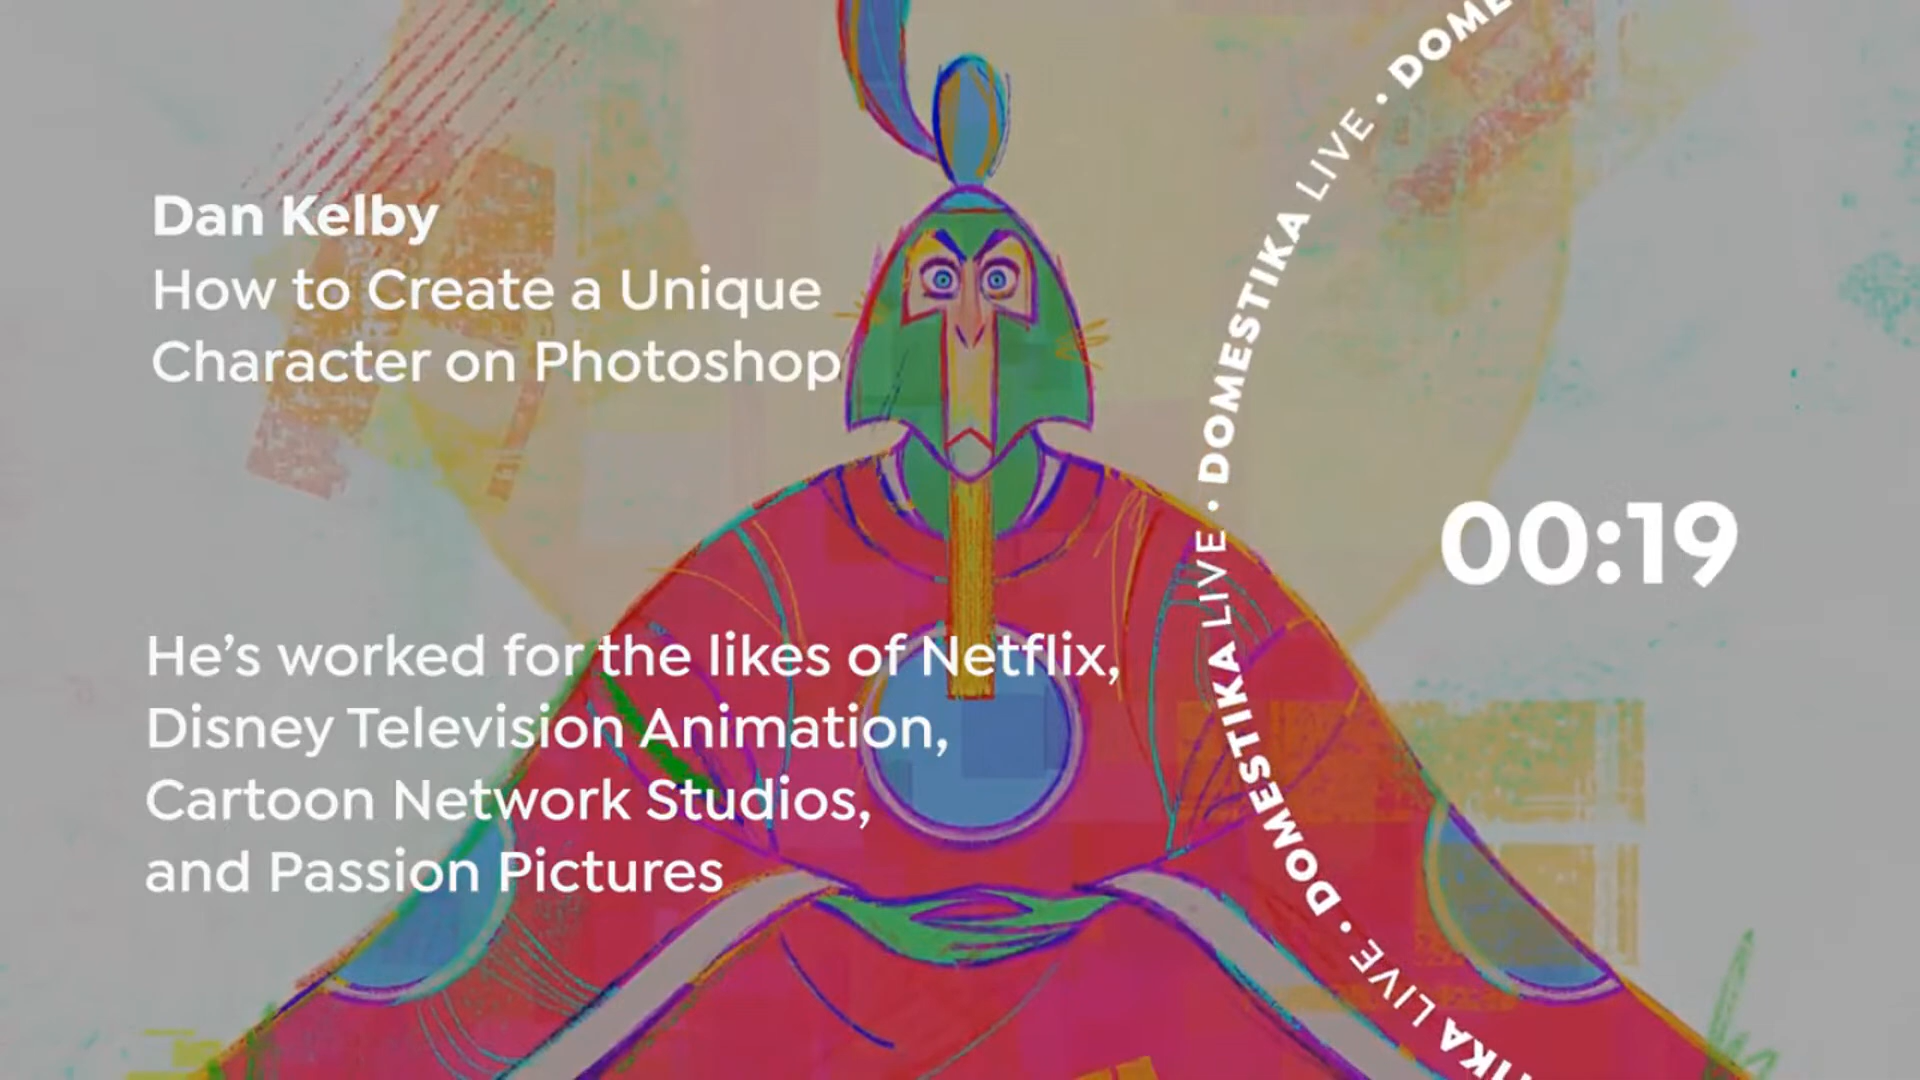 Dan Kelby
How to Create a Unique
Character on Photoshop
He's worked for the likes of Netflix,
Disney Television Animation,
Cartoon Network Studios,
and Passion Pictures
TIKA LIVE • DOMESTIKA LIVE • DOMESTIKA LIVE • DOME
00:19